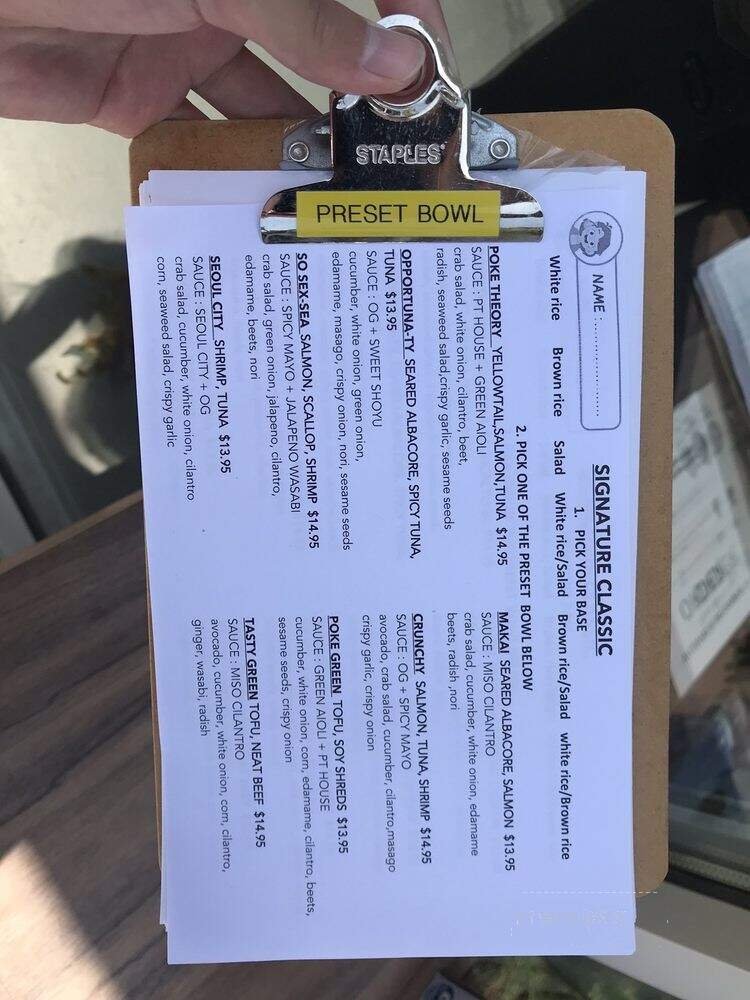 STAPLES
PRESET BOWL
NAME ......................
SIGNATURE CLASSIC
1. PICK YOUR BASE
White rice Brown rice Salad White rice/Salad Brown rice/Salad white rice/Brown rice
2. PICK ONE OF THE PRESET BOWL BELOW
POKE THEORY YELLOWTAIL,SALMON,TUNA $14.95
SAUCE : PT HOUSE + GREEN AIOLI
crab salad, white onion, cilantro, beet,
radish, seaweed salad,crispy garlic, sesame seeds
OPPORTUNA-TY SEARED ALBACORE, SPICY TUNA,
TUNA $13.95
SAUCE : OG + SWEET SHOYU
cucumber, white onion, green onion,
edamame, masago, crispy onion, nori, sesame seeds
SO SEX-SEA SALMON, SCALLOP, SHRIMP $14.95
SAUCE : SPICY MAYO + JALAPENO WASABI
crab salad, green onion, jalapeno, cilantro,
edamame, beets, nori
SEOUL CITY SHRIMP, TUNA $13.95
SAUCE : SEOUL CITY + OG
crab salad, cucumber, white onion, cilantro
corn, seaweed salad, crispy garlic
MAKAI SEARED ALBACORE, SALMON $13.95
SAUCE : MISO CILANTRO
crab salad, cucumber, white onion, edamame
beets, radish ,nori
CRUNCHY SALMON, TUNA, SHRIMP $14.95
SAUCE : OG + SPICY MAYO
avocado, crab salad, cucumber, cilantro,masago
crispy garlic, crispy onion
POKE GREEN TOFU, SOY SHREDS $13.95
SAUCE : GREEN AIOLI + PT HOUSE
cucumber, white onion, corn, edamame, cilantro, beets,
sesame seeds, crispy onion
TASTY GREEN TOFU, NEAT BEEF $14.95
SAUCE : MISO CILANTRO
avocado, cucumber, white onion, corn, cilantro,
ginger, wasabi, radish